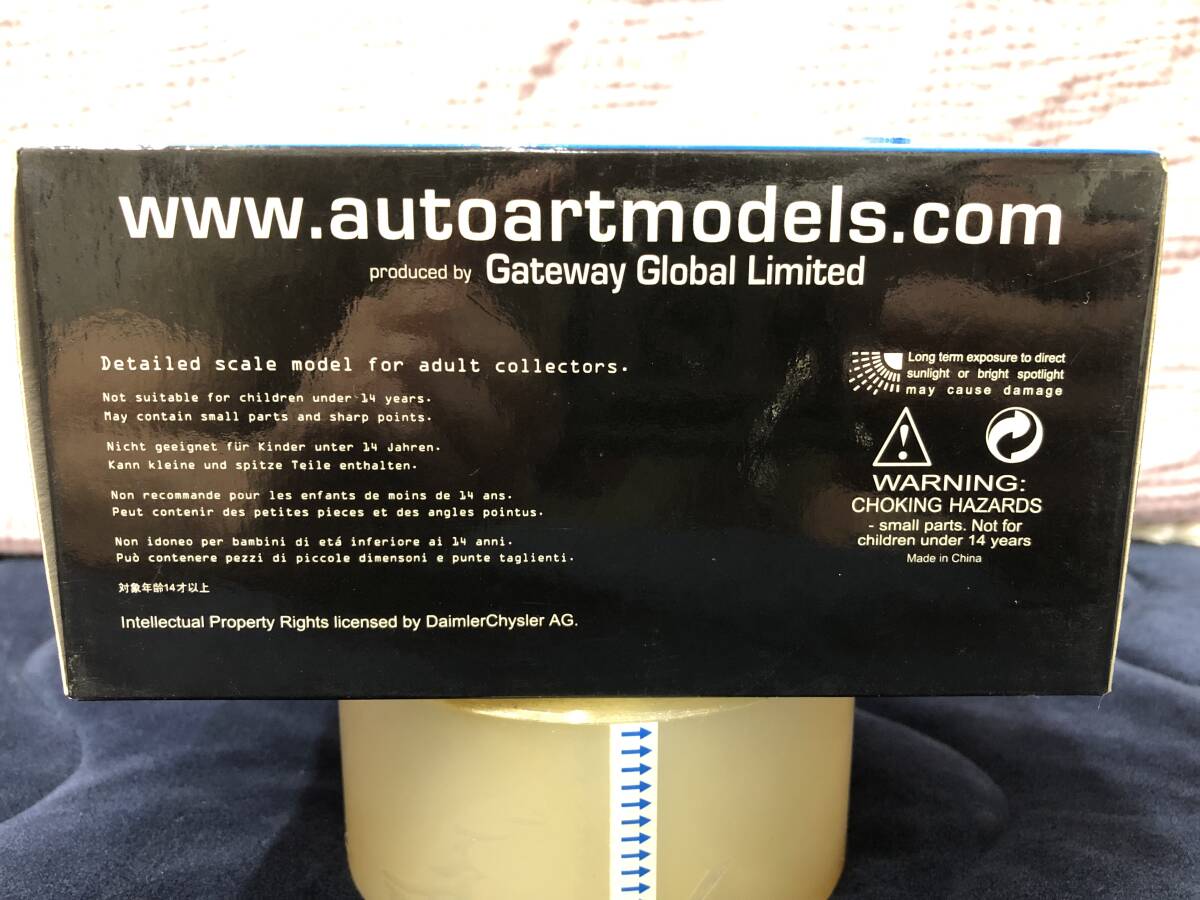 www.autoartmodels.com
produced by Gateway Global Limited
Detailed scale model for adult collectors.
Not suitable for children under 14 years.
May contain small parts and sharp points.
Nicht geeignet für Kinder unter 14 Jahren.
Kann kleine und spitze Teile enthalten.
Non recommande pour les enfants de moins de 14 ans.
Peut contenir des petites pieces et des angles pointus.
Non idoneo per bambini di etá inferiore ai 14 anni.
Può contenere pezzi di piccole dimensoni e punte taglienti.
対象年齢14才以上
Intellectual Property Rights licensed by DaimlerChysler AG.
Long term exposure to direct
sunlight or bright spotlight
may cause damage
WARNING:
CHOKING HAZARDS
- small parts. Not for
children under 14 years
Made in China